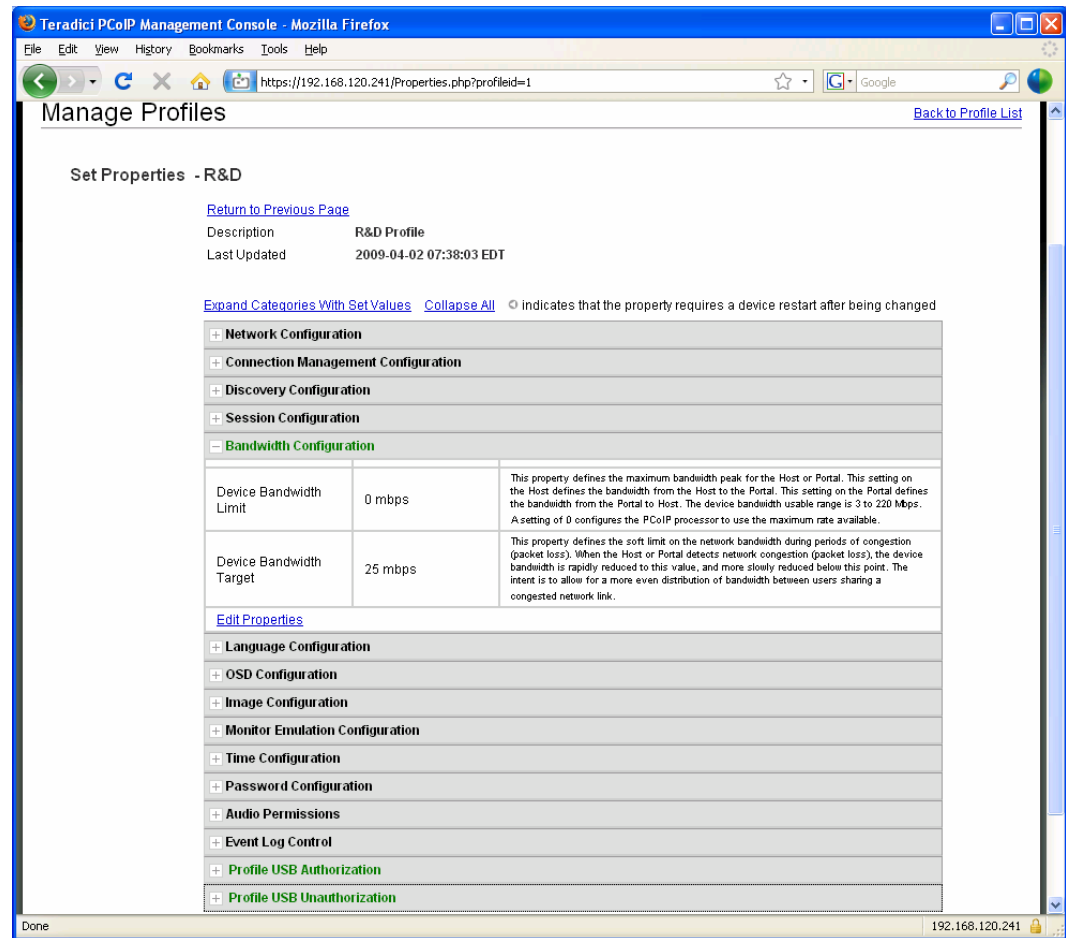 Teradici PCoIP Management Console - Mozilla Firefox
File Edit View History Bookmarks Tools Help
https://192.168.120.241/Properties.php?profileid=1
G Google
Manage Profiles
Back to Profile List
Set Properties - R&D
Return to Previous Page
Description R&D Profile
Last Updated 2009-04-02 07:38:03 EDT
Expand Categories With Set Values Collapse All indicates that the property requires a device restart after being changed
+ Network Configuration
+ Connection Management Configuration
+ Discovery Configuration
+ Session Configuration
- Bandwidth Configuration
Device Bandwidth
Limit
0 mbps
This property defines the maximum bandwidth peak for the Host or Portal. This setting on
the Host defines the bandwidth from the Host to the Portal. This setting on the Portal defines
the bandwidth from the Portal to Host. The device bandwidth usable range is 3 to 220 Mbps.
A setting of 0 configures the PCoIP processor to use the maximum rate available.
Device Bandwidth
Target
25 mbps
This property defines the soft limit on the network bandwidth during periods of congestion
(packet loss). When the Host or Portal detects network congestion (packet loss), the device
bandwidth is rapidly reduced to this value, and more slowly reduced below this point. The
intent is to allow for a more even distribution of bandwidth between users sharing a
congested network link.
Edit Properties
+ Language Configuration
+ OSD Configuration
+ Image Configuration
+ Monitor Emulation Configuration
+ Time Configuration
+ Password Configuration
+ Audio Permissions
+ Event Log Control
+ Profile USB Authorization
+ Profile USB Unauthorization
Done
192.168.120.241